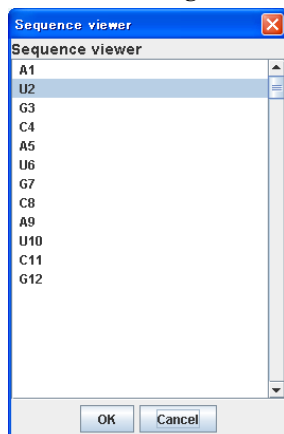 Sequence viewer
Sequence viewer
A1
U2
G3
C4
A5
U6
G7
C8
A9
U10
C11
G12
OK Cancel